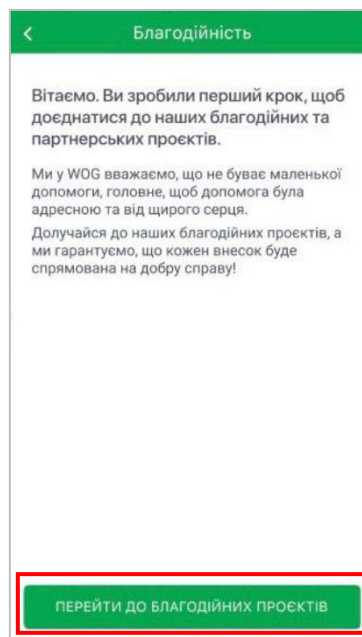 Благодійність
Вітаємо. Ви зробили перший крок, щоб
доєднатися до наших благодійних та
партнерських проєктів.
Ми у WOG вважаємо, що не буває маленької
допомоги, головне, щоб допомога була
адресною та від щирого серця.
Долучайся до наших благодійних проєктів, а
ми гарантуємо, що кожен внесок буде
спрямована на добру справу!
ПЕРЕЙТИ ДО БЛАГОДІЙНИХ ПРОЄКТІВ